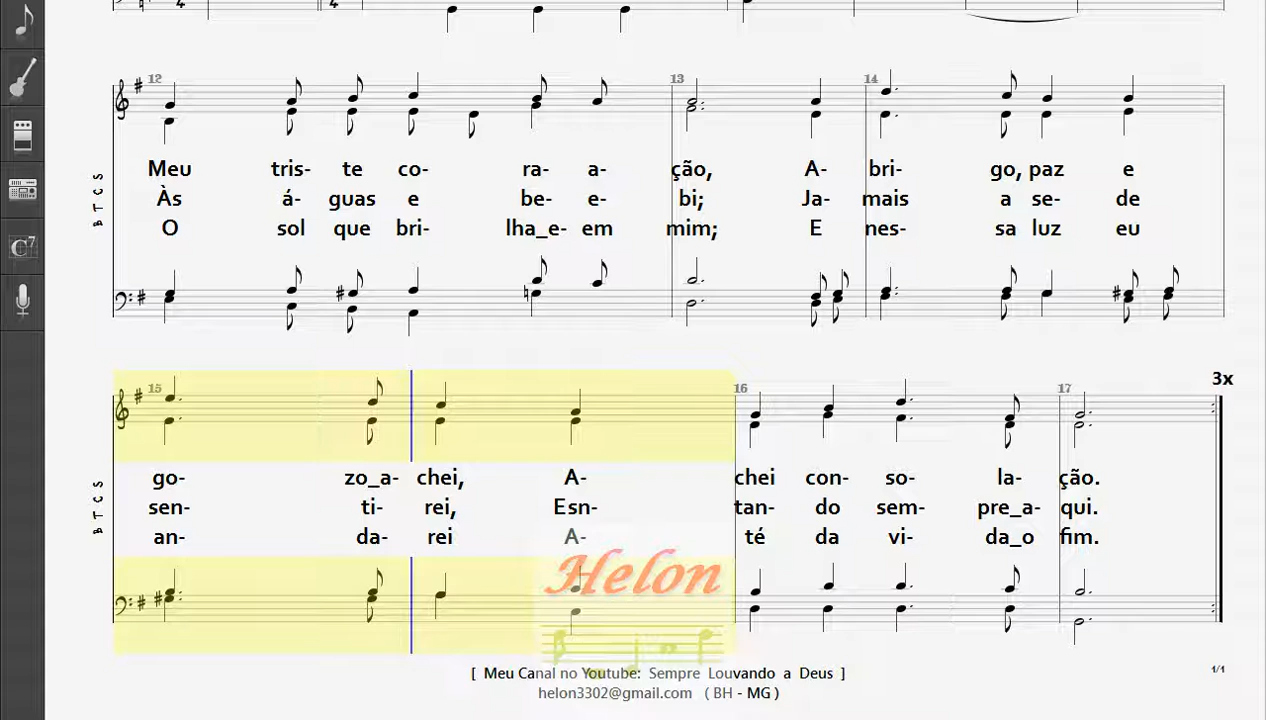 4 4
12 13 14
B T C S
Meu tris- te co- ra- a- ção, A- bri- go, paz e
Às á- guas e be- e- bi; Ja- mais a se- de
O sol que bri- lha_e- em mim; E nes- sa luz eu
C7
15 16 17 3x
B T C S
go- zo_a- chei, A- chei con- so- la- ção.
sen- ti- rei, Esn- tan- do sem- pre_a- qui.
an- da- rei A- té da vi- da_o fim.
Helon
[ Meu Canal no Youtube: Sempre Louvando a Deus ] 1/1
helon3302@gmail.com ( BH - MG )